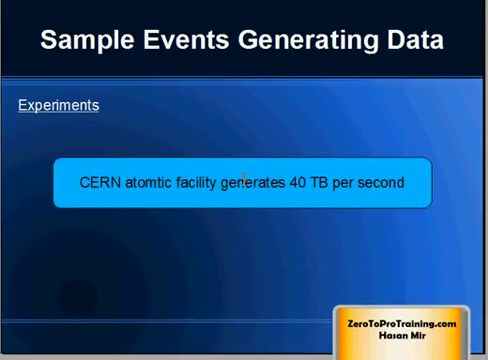 Sample Events Generating Data
Experiments
CERN atomtic facility generates 40 TB per second
ZeroToProTraining.com
Hasan Mir